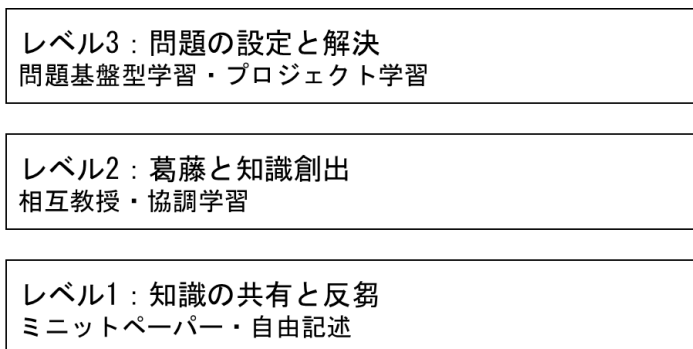 レベル3：問題の設定と解決
問題基盤型学習・プロジェクト学習
レベル2：葛藤と知識創出
相互教授・協調学習
レベル1：知識の共有と反芻
ミニットペーパー・自由記述